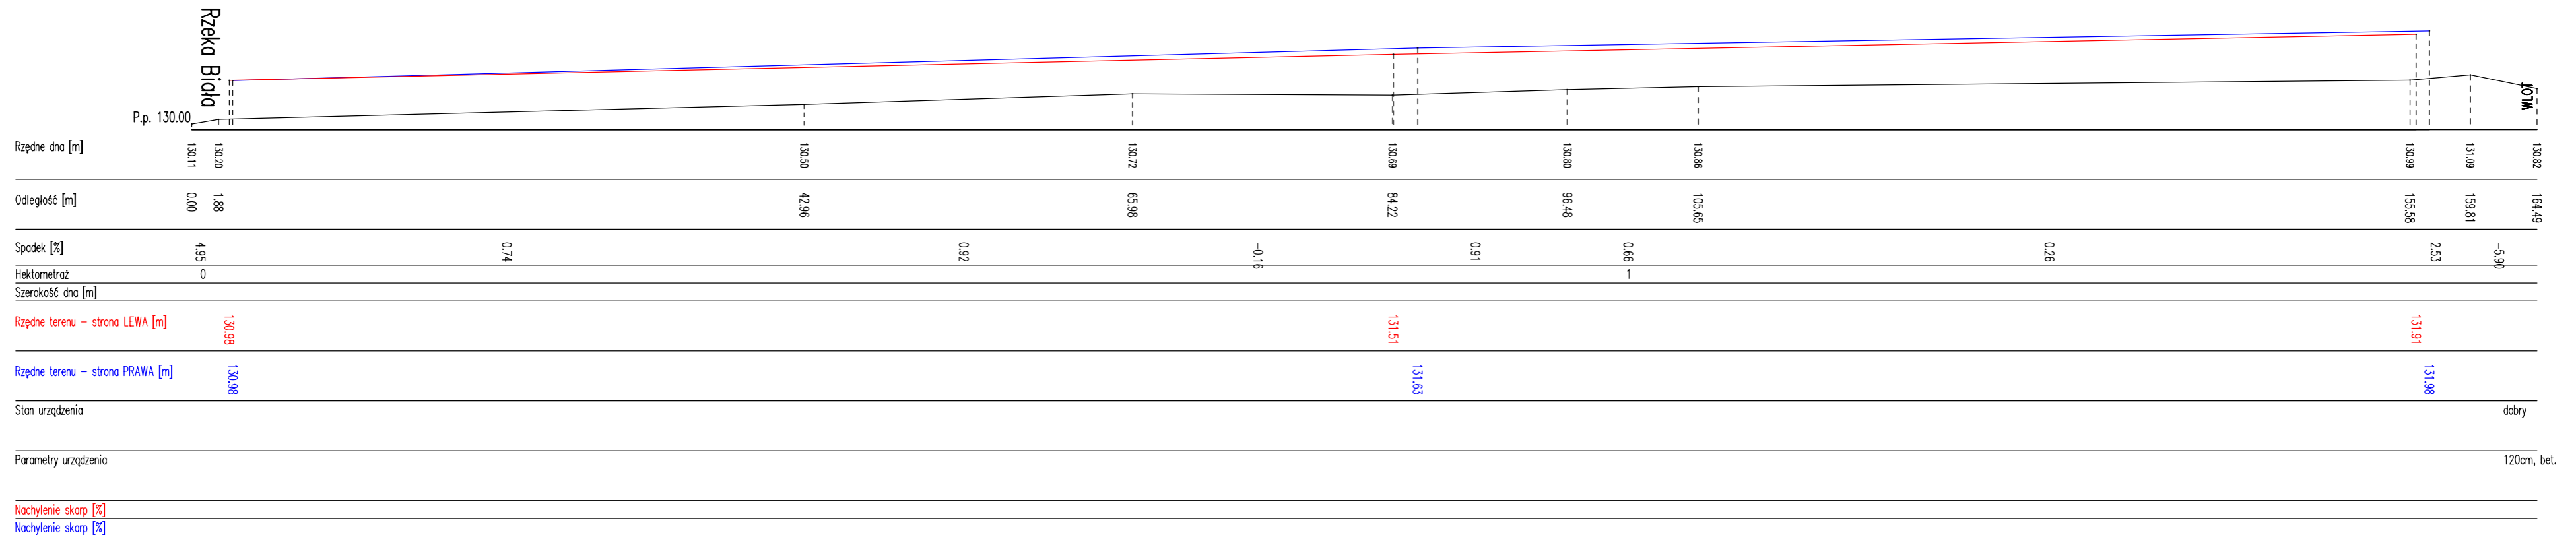 Rzeka Biała
WLOT
P.p. 130.00
Rzędne dna [m] 130.11 130.20 130.50 130.72 130.69 130.80 130.86 130.99 131.09 130.82
Odległość [m] 0.00 1.88 42.96 65.98 84.22 96.48 105.65 155.58 159.81 164.49
Spadek [%] 4.95 0.74 0.92 -0.16 0.91 0.66 0.26 2.53 -5.90
Hektometraż 0 1
Szerokość dna [m]
Rzędne terenu - strona LEWA [m] 130.98 131.51 131.91
Rzędne terenu - strona PRAWA [m] 130.98 131.63 131.98
Stan urządzenia dobry
Parametry urządzenia 120cm, bet.
Nachylenie skarp [%]
Nachylenie skarp [%]